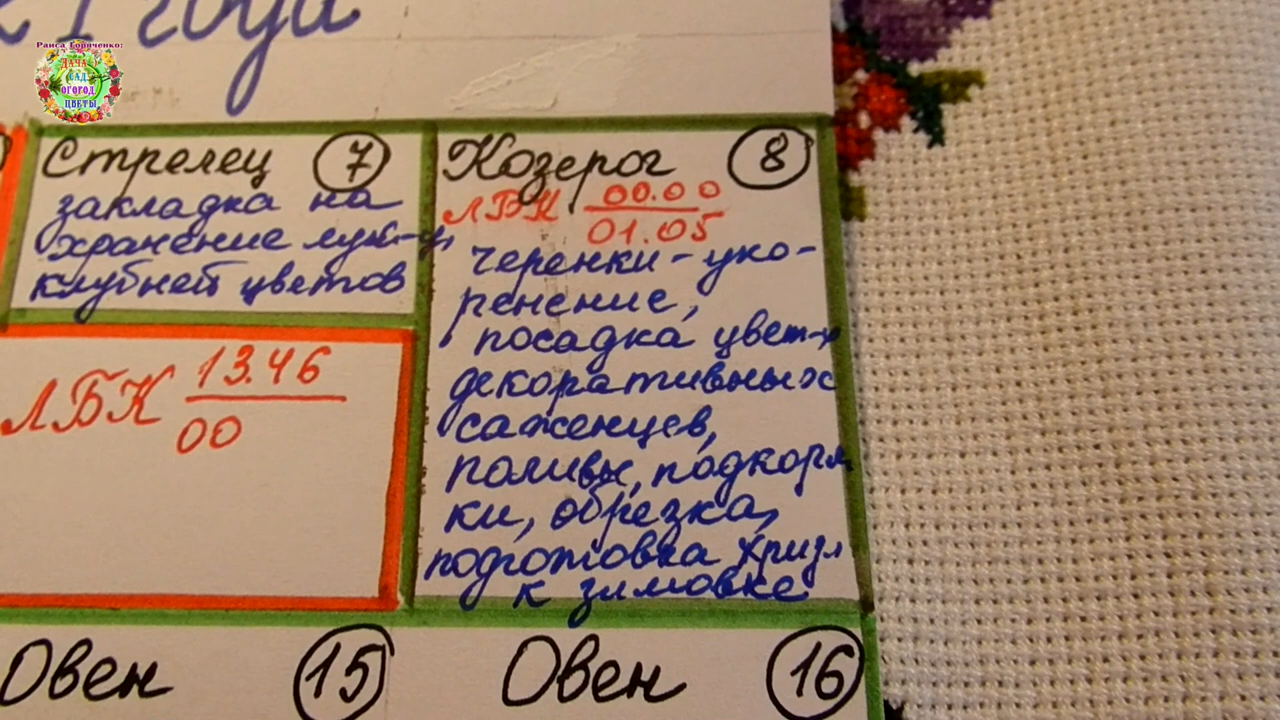 1 года
Раиса Горяченко:
ДАЧА
САД
ОГОРОД
ЦВЕТЫ
Стрелец 7
закладка на
хранение лук-ц,
клубней цветов
ЛБК 13.46
00
Козерог 8
ЛБК 00.00
01.05
черенки-уко-
ренение,
посадка цвет-х
декоративных
саженцев,
поливы, подкорм
ки, обрезка,
подготовка хриз.
к зимовке
Овен 15
Овен 16